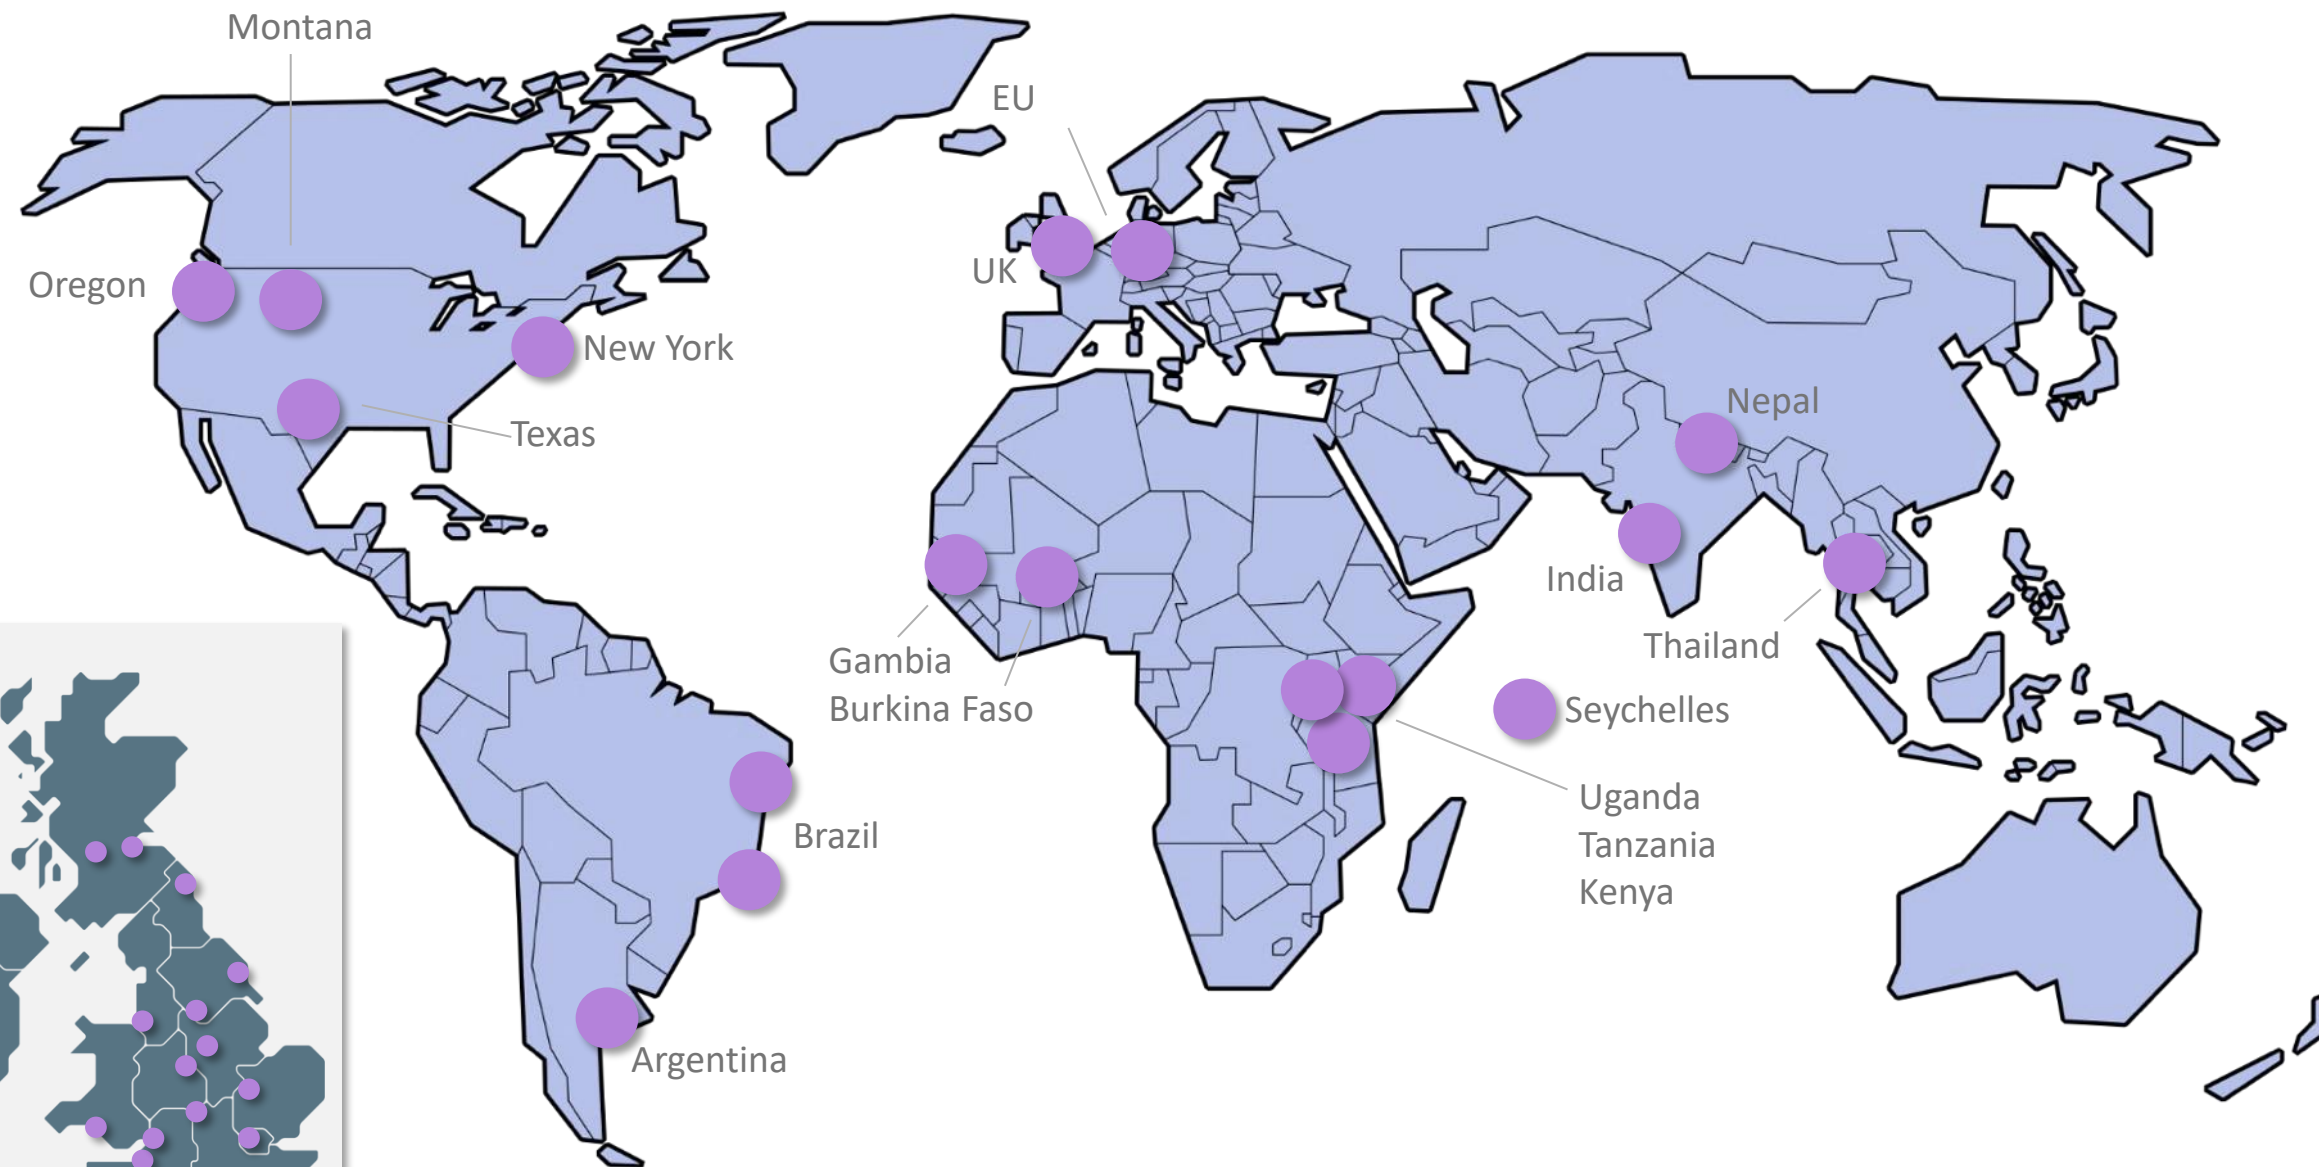 Montana
EU
Oregon
UK
New York
Nepal
Texas
India
Thailand
Gambia
Burkina Faso
Seychelles
Uganda
Tanzania
Kenya
Brazil
Argentina